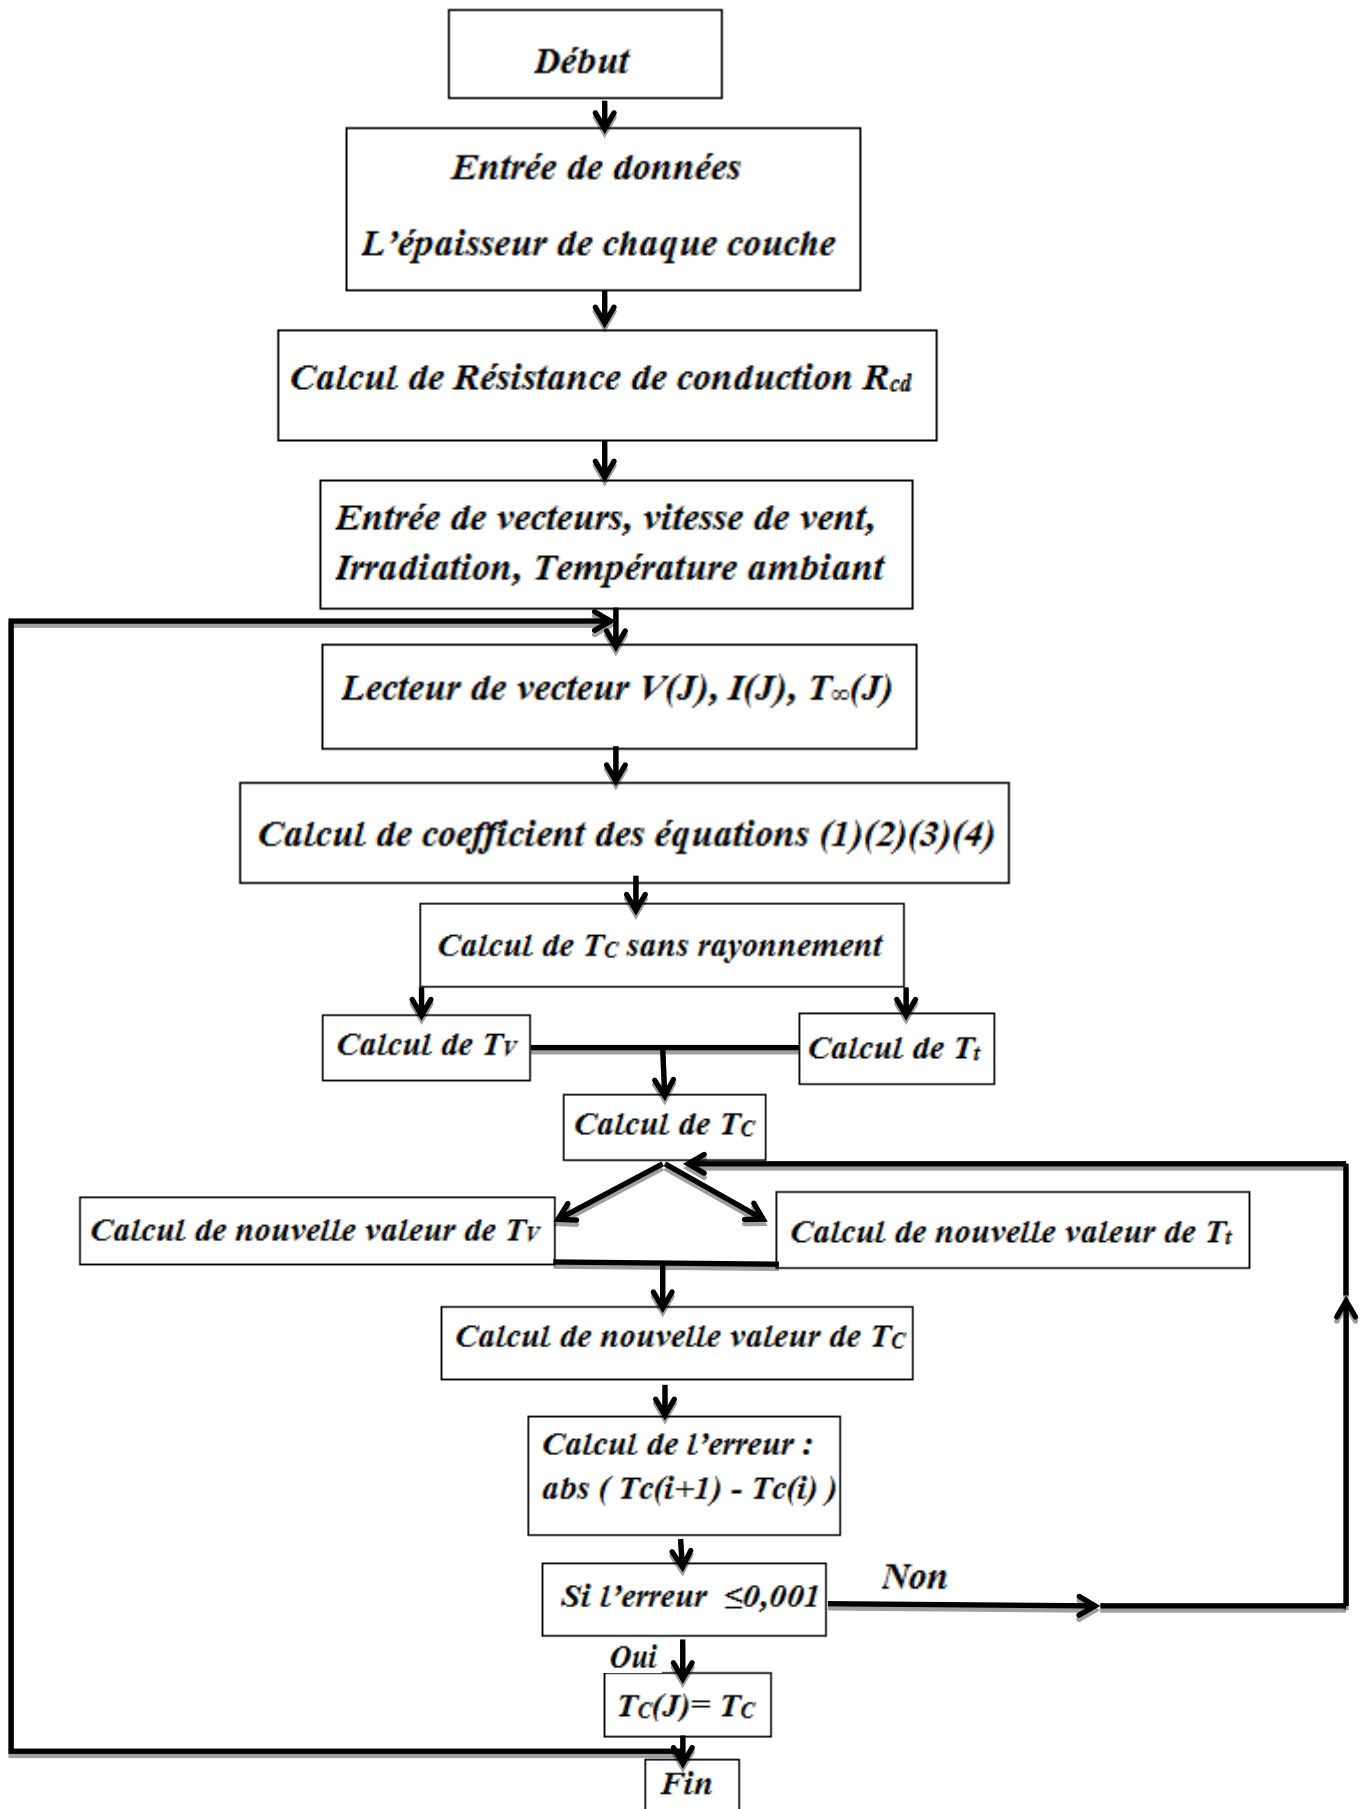 Début
Entrée de données
L'épaisseur de chaque couche
Calcul de Résistance de conduction Rcd
Entrée de vecteurs, vitesse de vent,
Irradiation, Température ambiant
Lecteur de vecteur V(J), I(J), T∞(J)
Calcul de coefficient des équations (1)(2)(3)(4)
Calcul de TC sans rayonnement
Calcul de TV
Calcul de Tt
Calcul de TC
Calcul de nouvelle valeur de TV
Calcul de nouvelle valeur de Tt
Calcul de nouvelle valeur de TC
Calcul de l'erreur :
abs ( Tc(i+1) - Tc(i) )
Si l'erreur ≤0,001
Non
Oui
TC(J)= TC
Fin